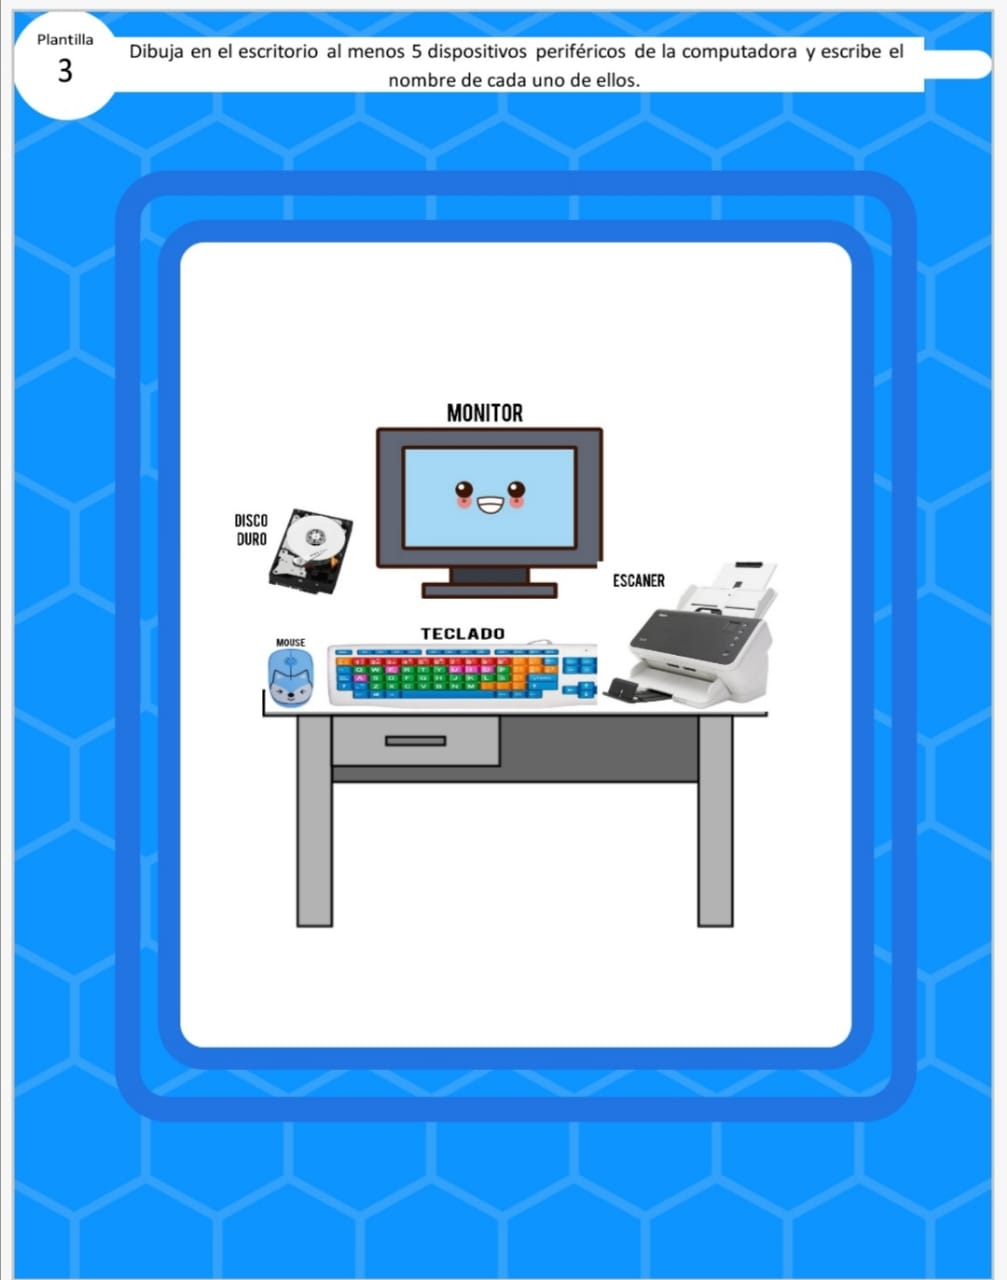 Plantilla
3
Dibuja en el escritorio al menos 5 dispositivos periféricos de la computadora y escribe el
nombre de cada uno de ellos.
MONITOR
DISCO
DURO
ESCANER
TECLADO
MOUSE